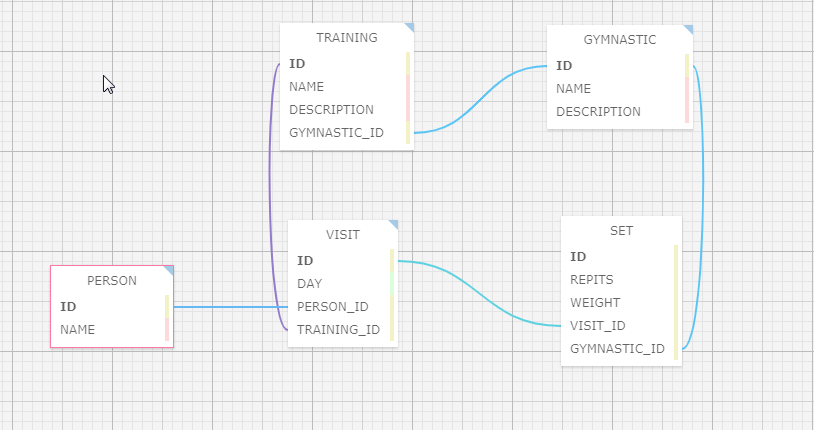 TRAINING
ID
NAME
DESCRIPTION
GYMNASTIC_ID
GYMNASTIC
ID
NAME
DESCRIPTION
PERSON
ID
NAME
VISIT
ID
DAY
PERSON_ID
TRAINING_ID
SET
ID
REPITS
WEIGHT
VISIT_ID
GYMNASTIC_ID